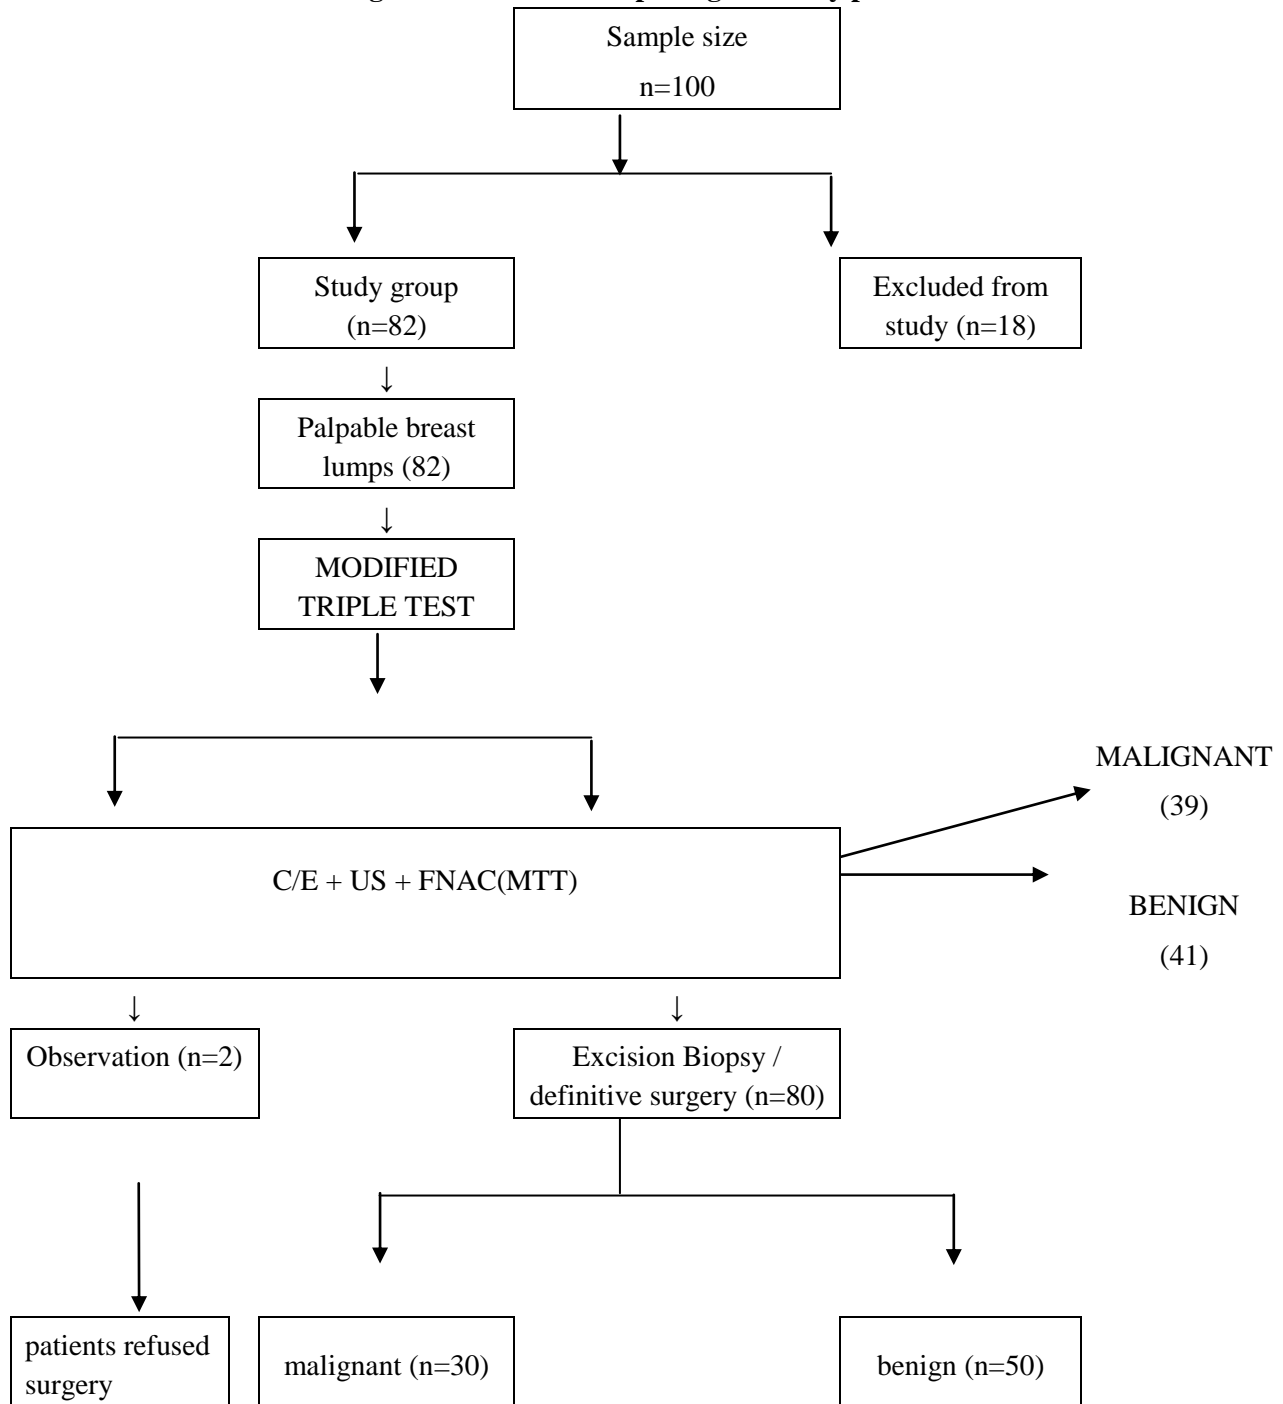 Sample size
n=100
Study group
(n=82)
Excluded from
study (n=18)
↓
Palpable breast
lumps (82)
↓
MODIFIED
TRIPLE TEST
MALIGNANT
(39)
C/E + US + FNAC(MTT)
BENIGN
(41)
↓
↓
Observation (n=2)
Excision Biopsy /
definitive surgery (n=80)
patients refused
surgery
malignant (n=30)
benign (n=50)